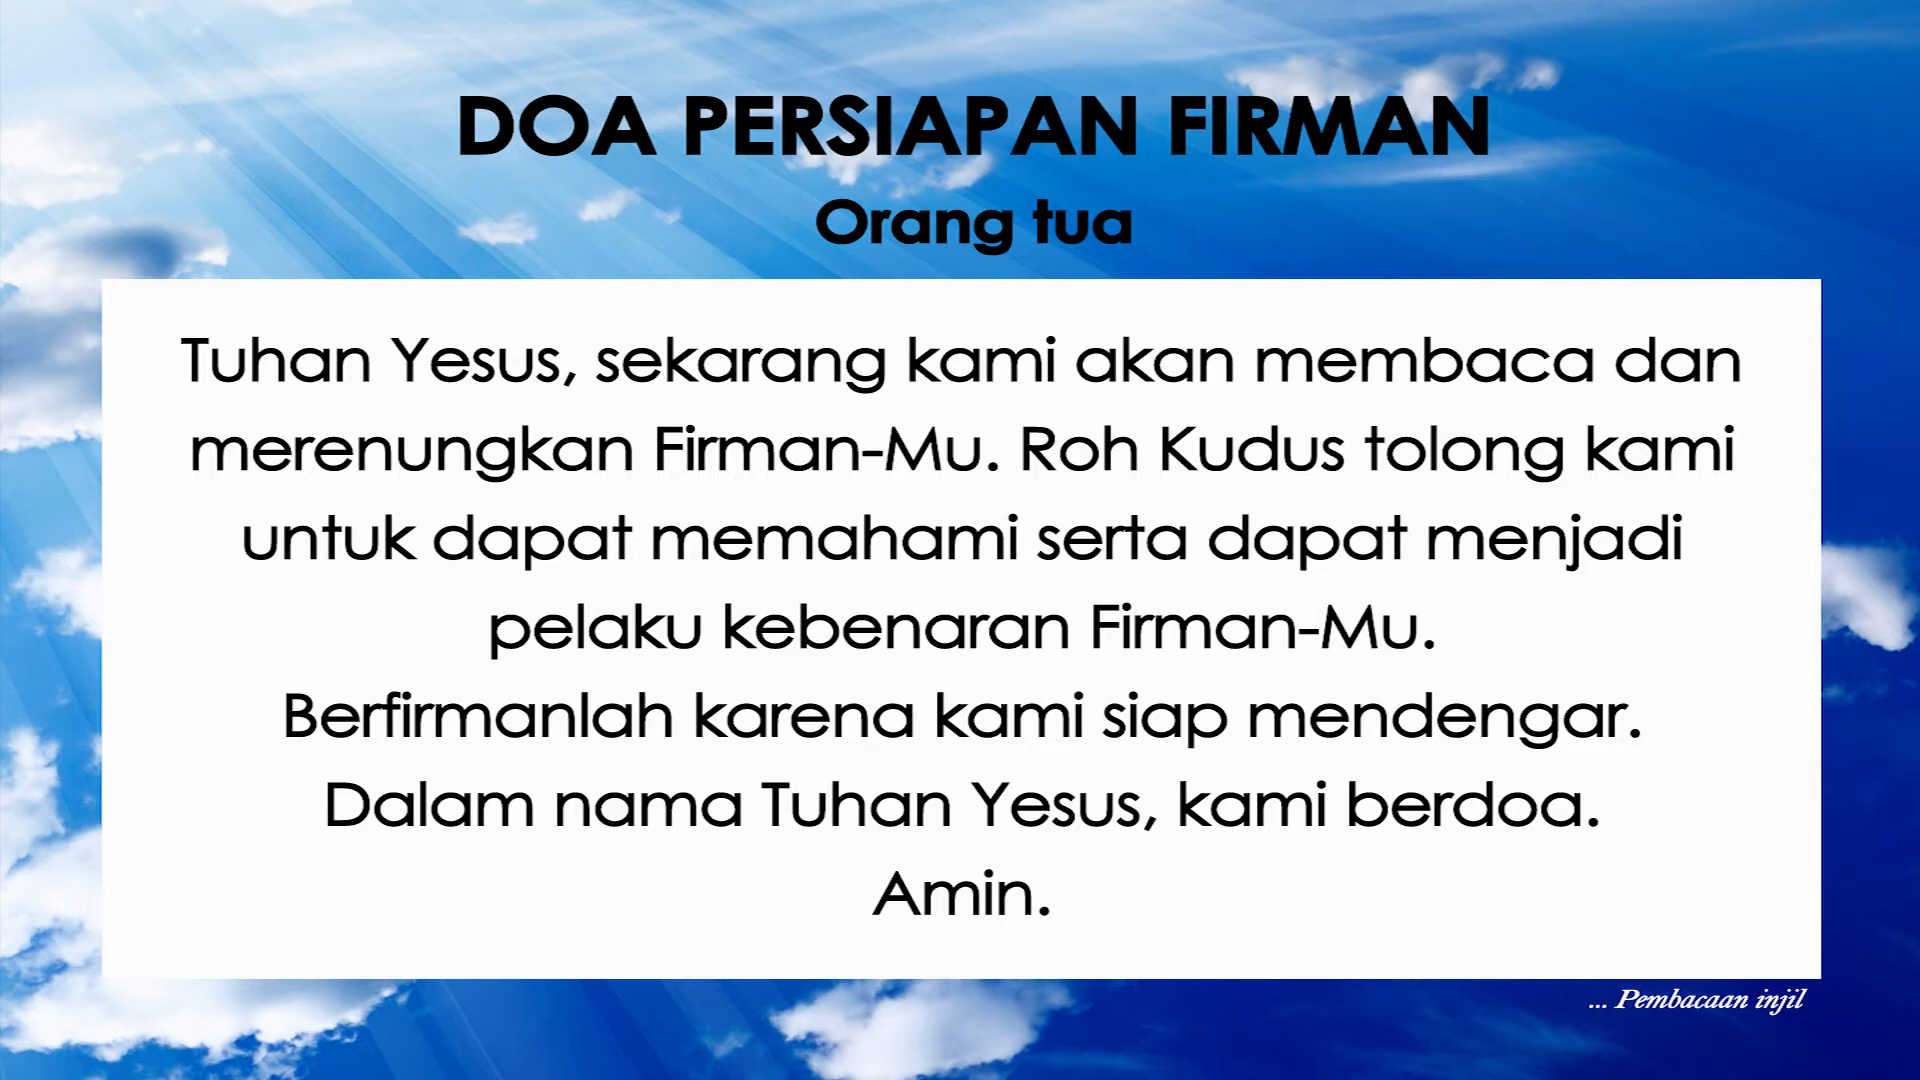 DOA PERSIAPAN FIRMAN
Orang tua
Tuhan Yesus, sekarang kami akan membaca dan
merenungkan Firman-Mu. Roh Kudus tolong kami
untuk dapat memahami serta dapat menjadi
pelaku kebenaran Firman-Mu.
Berfirmanlah karena kami siap mendengar.
Dalam nama Tuhan Yesus, kami berdoa.
Amin.
... Pembacaan injil